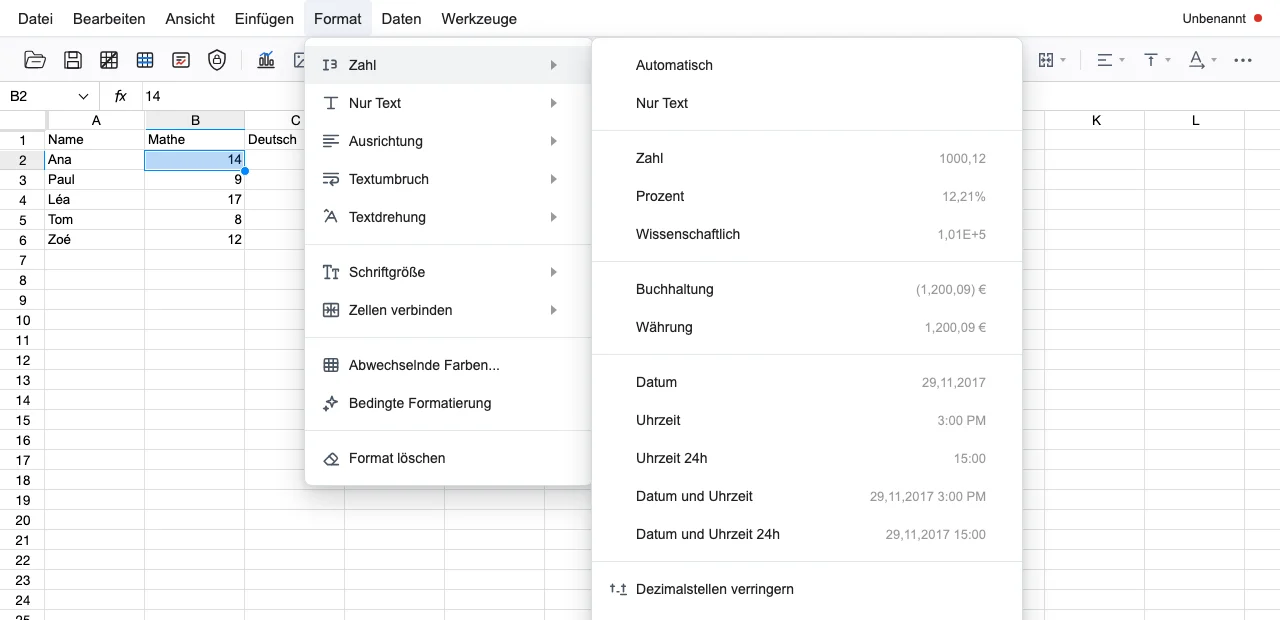 Datei Bearbeiten Ansicht Einfügen Format Daten Werkzeuge Unbenannt
B2 fx 14
A B C K L
1 Name Mathe Deutsch
2 Ana 14
3 Paul 9
4 Léa 17
5 Tom 8
6 Zoé 12
7
8
9
10
11
12
13
14
15
16
17
18
19
20
21
22
23
24
25
Zahl
Nur Text
Ausrichtung
Textumbruch
Textdrehung
Schriftgröße
Zellen verbinden
Abwechselnde Farben...
Bedingte Formatierung
Format löschen
Automatisch
Nur Text
Zahl 1000,12
Prozent 12,21%
Wissenschaftlich 1,01E+5
Buchhaltung (1,200,09) €
Währung 1,200,09 €
Datum 29,11,2017
Uhrzeit 3:00 PM
Uhrzeit 24h 15:00
Datum und Uhrzeit 29,11,2017 3:00 PM
Datum und Uhrzeit 24h 29,11,2017 15:00
Dezimalstellen verringern